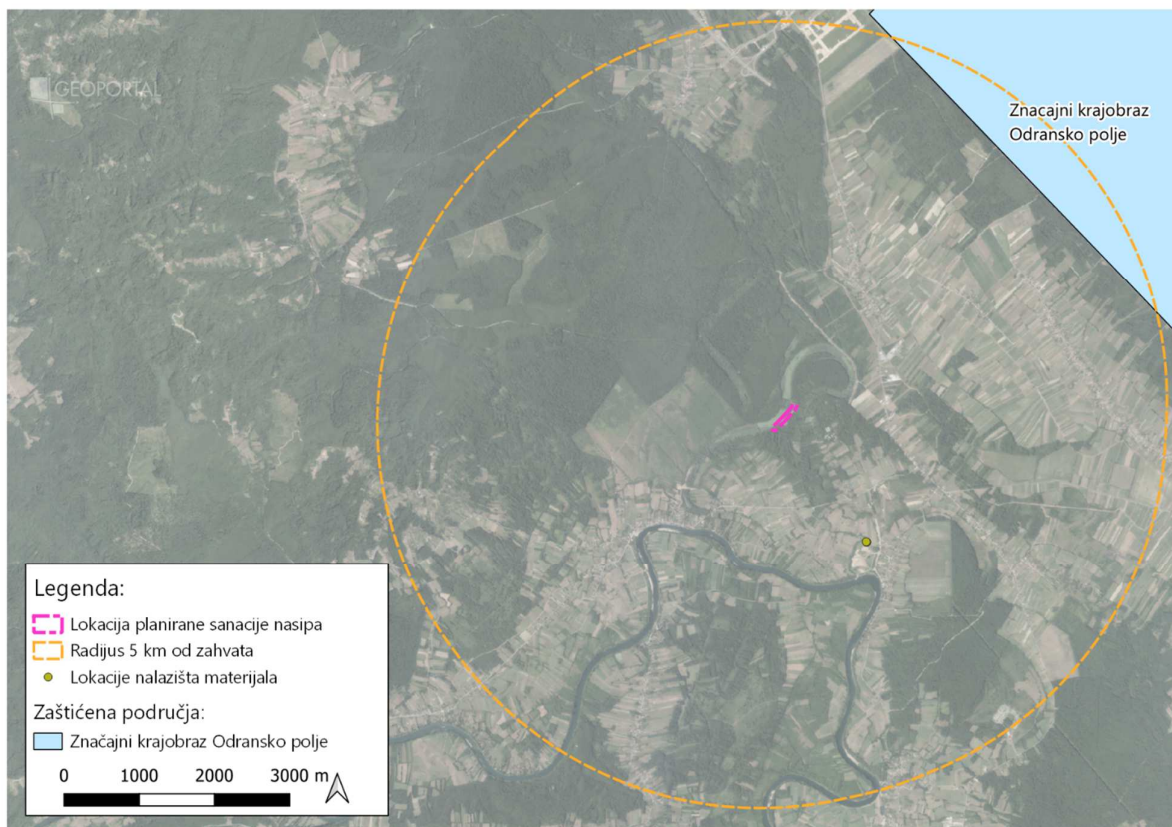 GEOPORTAL
Znacajni krajobraz
Odransko polje
Legenda:
Lokacija planirane sanacije nasipa
Radijus 5 km od zahvata
Lokacije nalazišta materijala
Zaštićena područja:
Značajni krajobraz Odransko polje
0 1000 2000 3000 m